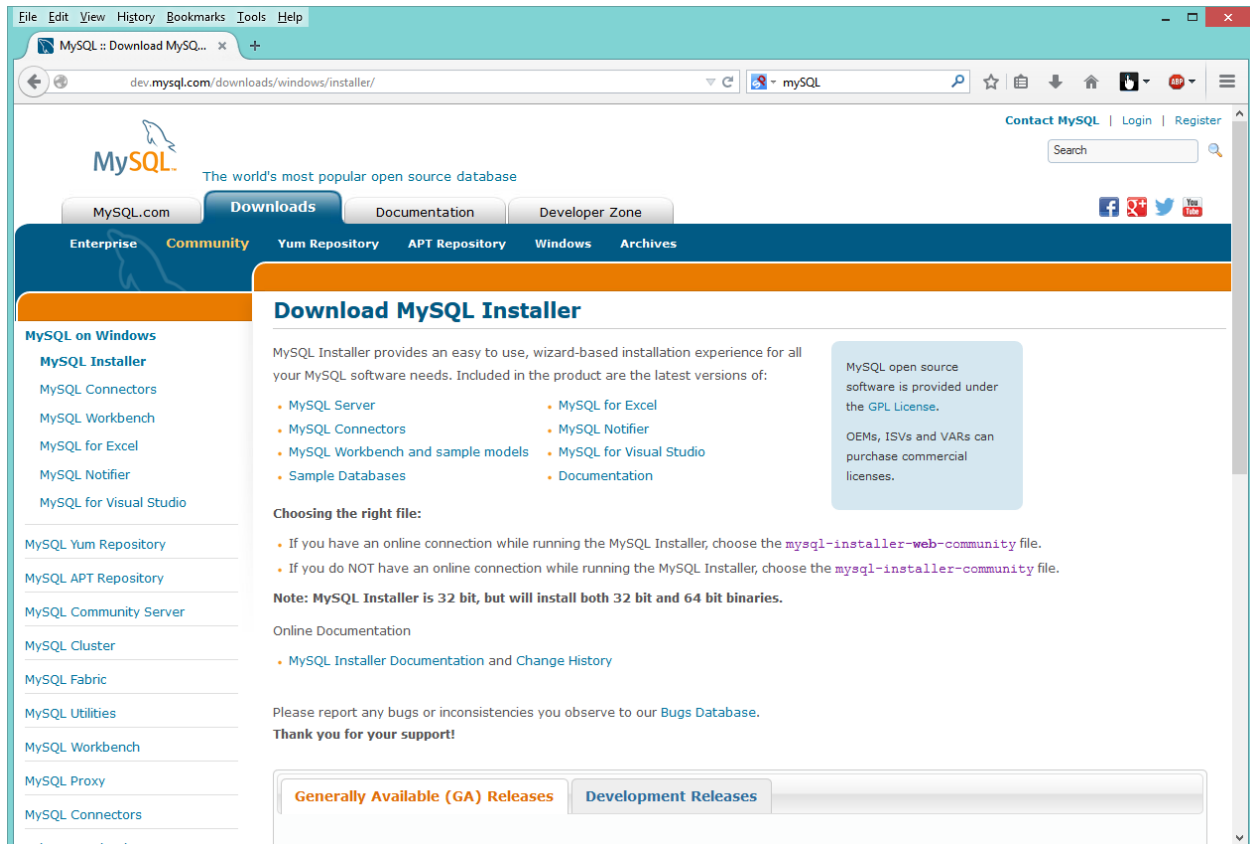 File Edit View History Bookmarks Tools Help
MySQL :: Download MySQ...
dev.mysql.com/downloads/windows/installer/
mySQL
ABP
Contact MySQL | Login | Register
Search
MySQL™
The world's most popular open source database
MySQL.com
Downloads
Documentation
Developer Zone
You Tube
Enterprise Community Yum Repository APT Repository Windows Archives
MySQL on Windows
MySQL Installer
MySQL Connectors
MySQL Workbench
MySQL for Excel
MySQL Notifier
MySQL for Visual Studio
MySQL Yum Repository
MySQL APT Repository
MySQL Community Server
MySQL Cluster
MySQL Fabric
MySQL Utilities
MySQL Workbench
MySQL Proxy
MySQL Connectors
Download MySQL Installer
MySQL Installer provides an easy to use, wizard-based installation experience for all
your MySQL software needs. Included in the product are the latest versions of:
• MySQL Server
• MySQL Connectors
• MySQL Workbench and sample models
• Sample Databases
• MySQL for Excel
• MySQL Notifier
• MySQL for Visual Studio
• Documentation
MySQL open source
software is provided under
the GPL License.
OEMs, ISVs and VARs can
purchase commercial
licenses.
Choosing the right file:
• If you have an online connection while running the MySQL Installer, choose the mysql-installer-web-community file.
• If you do NOT have an online connection while running the MySQL Installer, choose the mysql-installer-community file.
Note: MySQL Installer is 32 bit, but will install both 32 bit and 64 bit binaries.
Online Documentation
• MySQL Installer Documentation and Change History
Please report any bugs or inconsistencies you observe to our Bugs Database.
Thank you for your support!
Generally Available (GA) Releases
Development Releases